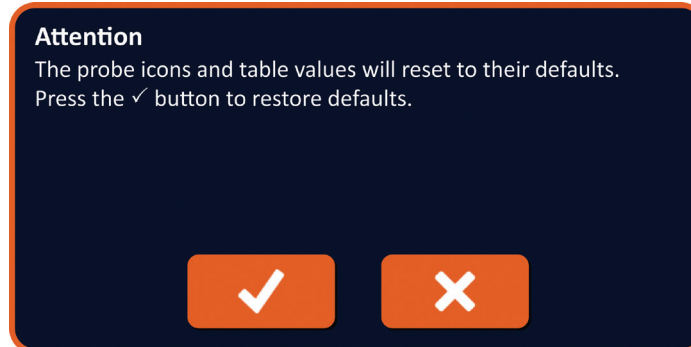 Attention
The probe icons and table values will reset to their defaults.
Press the ✓ button to restore defaults.